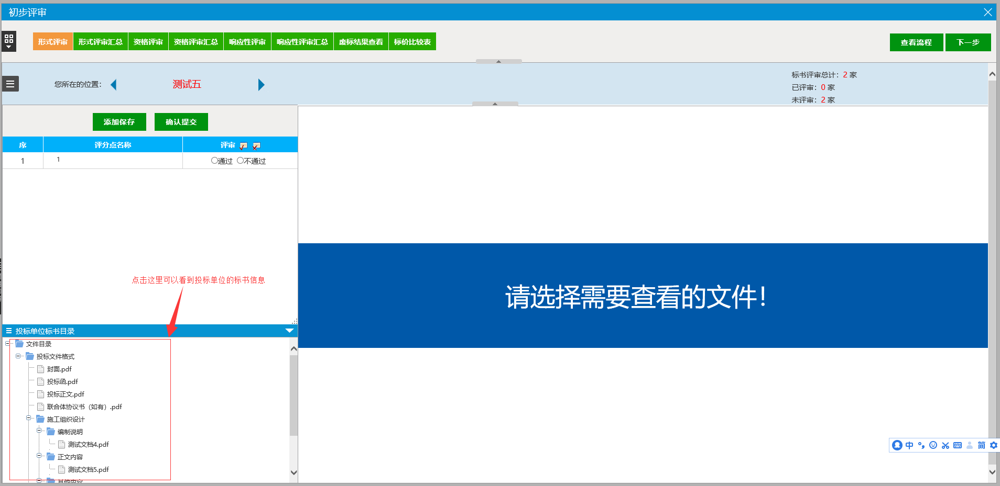 初步评审
形式评审 形式评审汇总 资格评审 资格评审汇总 响应性评审 响应性评审汇总 废标结果查看 标价比较表
查看流程 下一步
您所在的位置： 测试五
标书评审总计：2 家
已评审：0 家
未评审：2 家
添加保存 确认提交
序 评分点名称 评审
1 1 通过 不通过
点击这里可以看到投标单位的标书信息
请选择需要查看的文件！
投标单位标书目录
文件目录
投标文件格式
封面.pdf
投标函.pdf
投标正文.pdf
联合体协议书（如有）.pdf
施工组织设计
编制说明
测试文档4.pdf
正文内容
测试文档5.pdf
其他内容
中 简